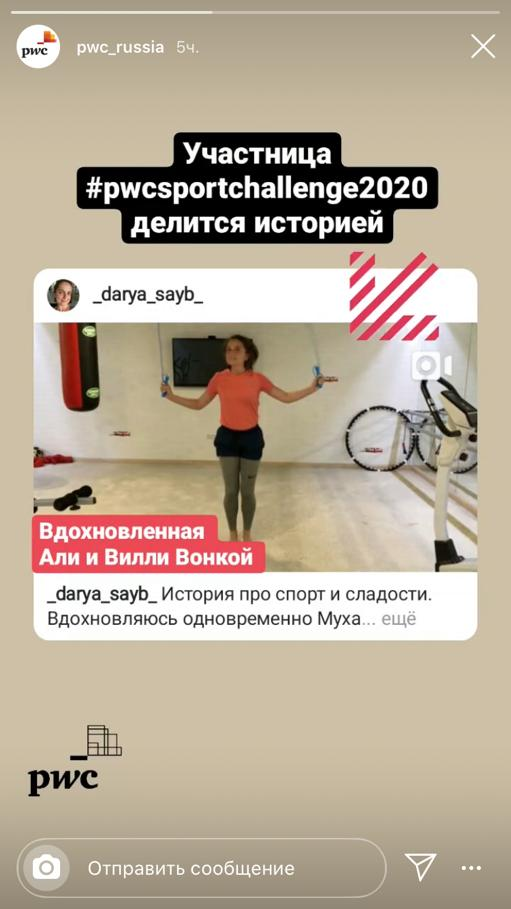 pwc
pwc_russia 5ч.
Участница
#pwcsportchallenge2020
делится историей
_darya_sayb_
Вдохновленная
Али и Вилли Вонкой
_darya_sayb_ История про спорт и сладости.
Вдохновляюсь одновременно Муха... ещё
pwc
Отправить сообщение